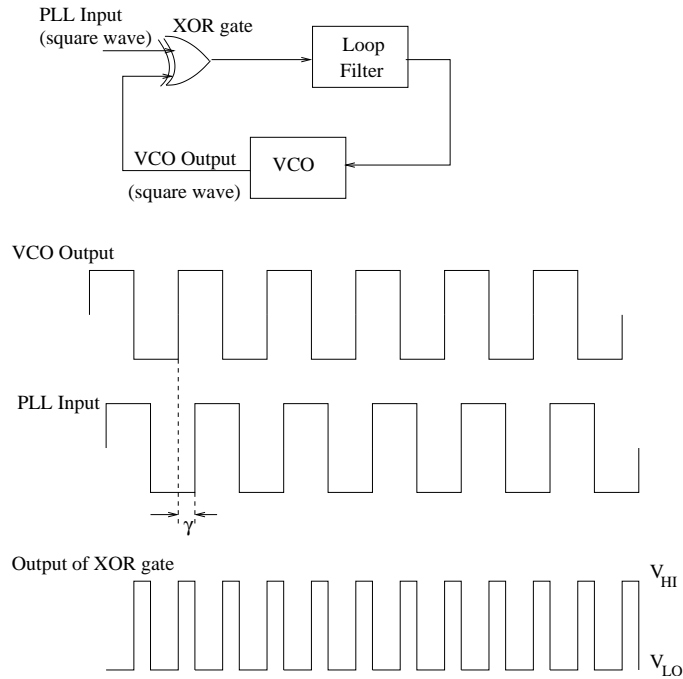 PLL Input
(square wave)
XOR gate
Loop
Filter
VCO Output
(square wave)
VCO
VCO Output
PLL Input
γ
Output of XOR gate
V_HI
V_LO